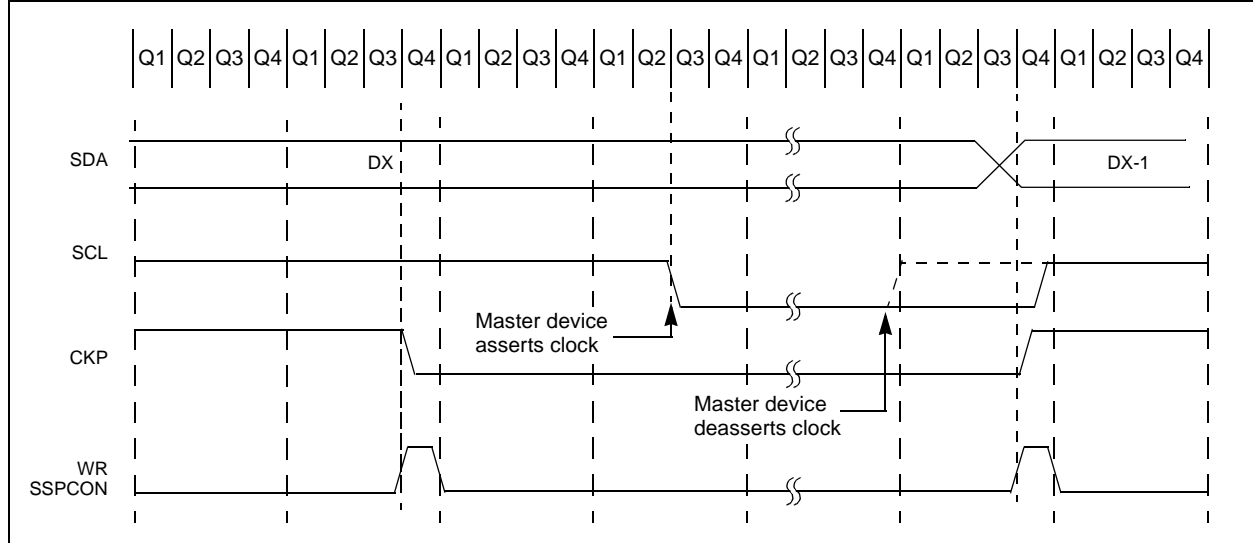 Q1 Q2 Q3 Q4 Q1 Q2 Q3 Q4 Q1 Q2 Q3 Q4 Q1 Q2 Q3 Q4 Q1 Q2 Q3 Q4 Q1 Q2 Q3 Q4 Q1 Q2 Q3 Q4
SDA
DX
DX-1
SCL
Master device
asserts clock
CKP
Master device
deasserts clock
WR
SSPCON